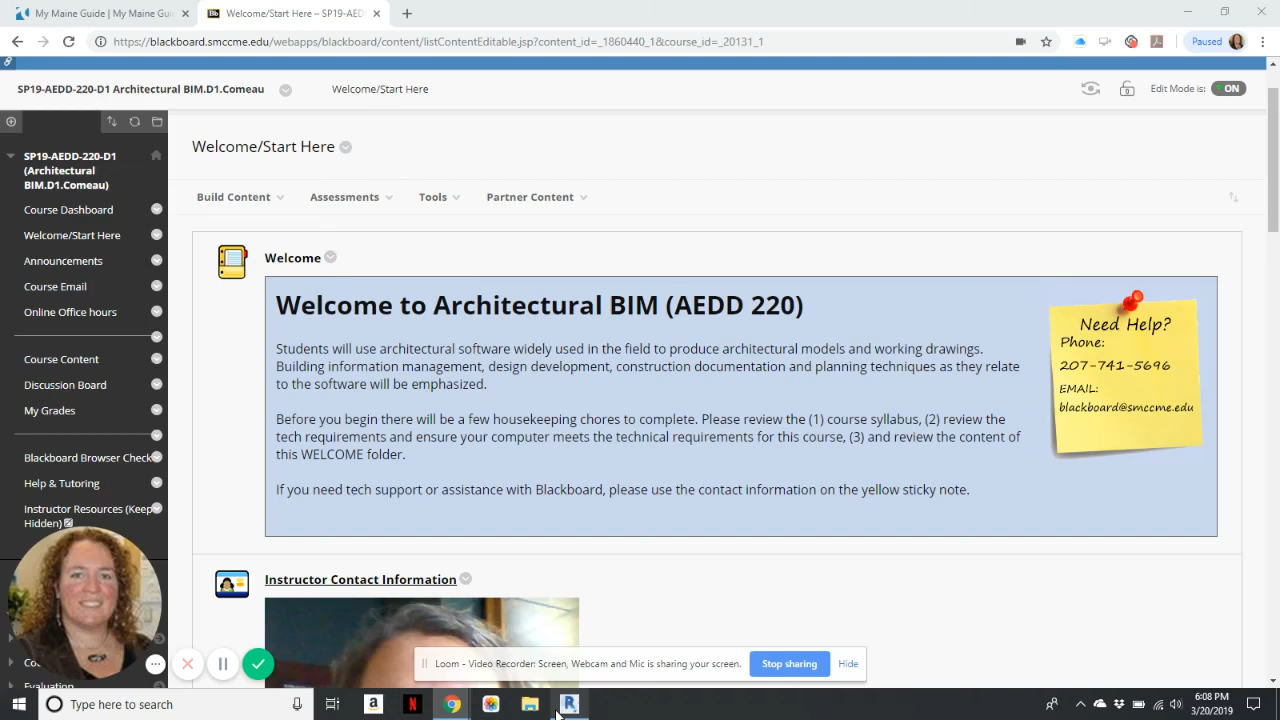 My Maine Guide | My Maine Gui
Welcome/Start Here – SP19-AED
https://blackboard.smccme.edu/webapps/blackboard/content/listContentEditable.jsp?content_id=_1860440_1&course_id=_20131_1
Paused
SP19-AEDD-220-D1 Architectural BIM.D1.Comeau
Welcome/Start Here
Edit Mode is:
ON
SP19-AEDD-220-D1
(Architectural
BIM.D1.Comeau)
Course Dashboard
Welcome/Start Here
Announcements
Course Email
Online Office hours
Course Content
Discussion Board
My Grades
Blackboard Browser Check
Help & Tutoring
Instructor Resources (Keep
Hidden)
Evaluation
Welcome/Start Here
Build Content
Assessments
Tools
Partner Content
Welcome
Welcome to Architectural BIM (AEDD 220)
Students will use architectural software widely used in the field to produce architectural models and working drawings.
Building information management, design development, construction documentation and planning techniques as they relate
to the software will be emphasized.
Before you begin there will be a few housekeeping chores to complete. Please review the (1) course syllabus, (2) review the
tech requirements and ensure your computer meets the technical requirements for this course, (3) and review the content of
this WELCOME folder.
If you need tech support or assistance with Blackboard, please use the contact information on the yellow sticky note.
Need Help?
Phone:
207-741-5696
EMAIL:
blackboard@smccme.edu
Instructor Contact Information
Loom - Video Recorder: Screen, Webcam and Mic is sharing your screen.
Stop sharing
Hide
Type here to search
6:08 PM
3/20/2019